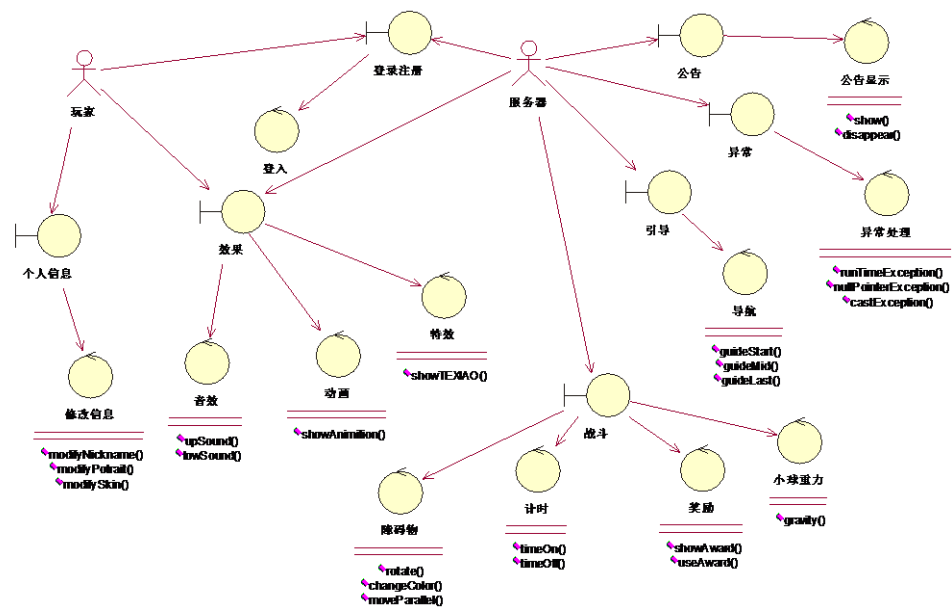 登录注册
公告
公告显示
show()
disappear()
玩家
服务器
异常
登入
引导
异常处理
runTimeException()
nullPointerException()
castException()
效果
个人信息
特效
showTEXIAO()
导航
guideStart()
guideMid()
guideLast()
修改信息
modifyNickname()
modifyPotrait()
modifySkin()
音效
upSound()
lowSound()
动画
showAnimition()
战斗
小球重力
gravity()
障碍物
rotate()
changeColor()
moveParallel()
计时
timeOn()
timeOff()
奖励
showAward()
useAward()